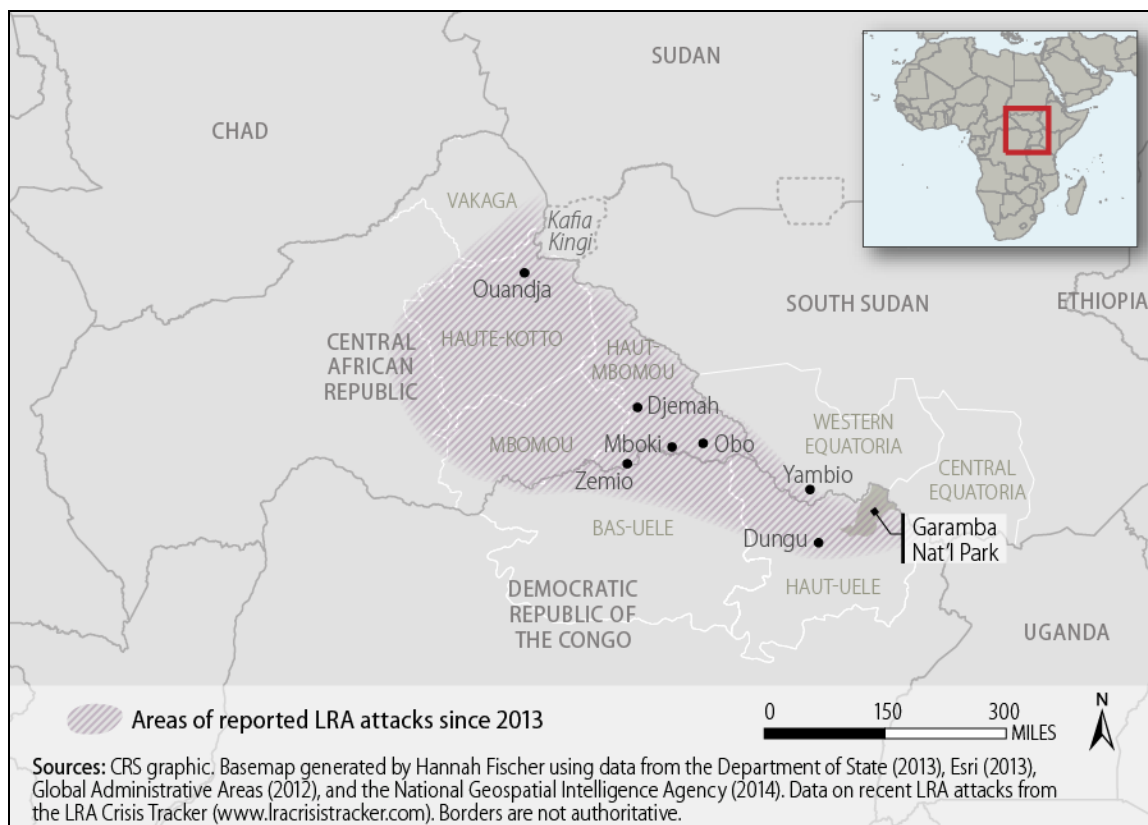 SUDAN
CHAD
VAKAGA
Kafia
Kingi
Ouandja
SOUTH SUDAN
ETHIOPIA
CENTRAL
AFRICAN
REPUBLIC
HAUTE-KOTTO
HAUT-
MBOMOU
Djemah
MBOMOU
Mboki
Obo
Zemio
WESTERN
EQUATORIA
Yambio
CENTRAL
EQUATORIA
BAS-UELE
Dungu
Garamba
Nat'l Park
HAUT-UELE
DEMOCRATIC
REPUBLIC OF
THE CONGO
UGANDA
Areas of reported LRA attacks since 2013
0 150 300
MILES
N
Sources: CRS graphic. Basemap generated by Hannah Fischer using data from the Department of State (2013), Esri (2013),
Global Administrative Areas (2012), and the National Geospatial Intelligence Agency (2014). Data on recent LRA attacks from
the LRA Crisis Tracker (www.lracrisistracker.com). Borders are not authoritative.